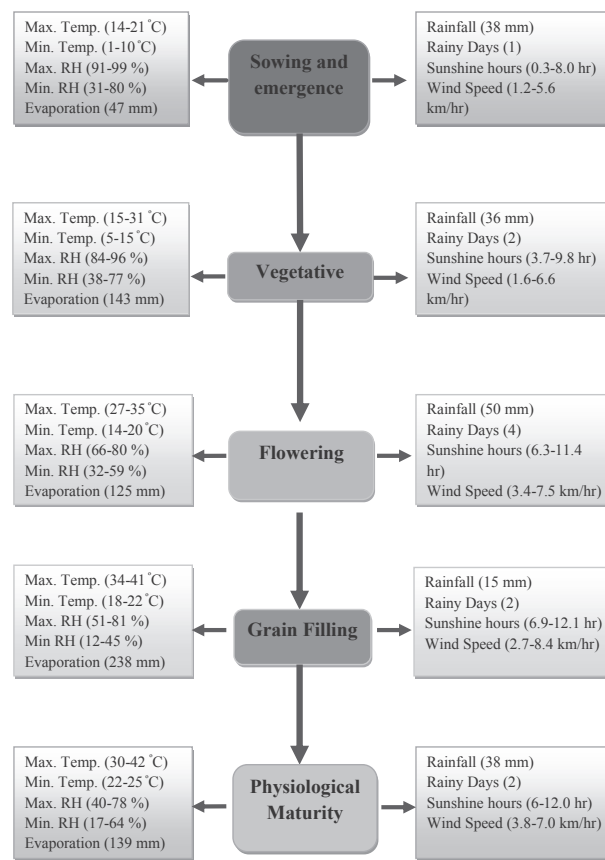 Max. Temp. (14-21 °C)
Min. Temp. (1-10 °C)
Max. RH (91-99 %)
Min. RH (31-80 %)
Evaporation (47 mm)
Sowing and
emergence
Rainfall (38 mm)
Rainy Days (1)
Sunshine hours (0.3-8.0 hr)
Wind Speed (1.2-5.6
km/hr)
Max. Temp. (15-31 °C)
Min. Temp. (5-15 °C)
Max. RH (84-96 %)
Min. RH (38-77 %)
Evaporation (143 mm)
Vegetative
Rainfall (36 mm)
Rainy Days (2)
Sunshine hours (3.7-9.8 hr)
Wind Speed (1.6-6.6
km/hr)
Max. Temp. (27-35 °C)
Min. Temp. (14-20 °C)
Max. RH (66-80 %)
Min. RH (32-59 %)
Evaporation (125 mm)
Flowering
Rainfall (50 mm)
Rainy Days (4)
Sunshine hours (6.3-11.4
hr)
Wind Speed (3.4-7.5 km/hr)
Max. Temp. (34-41 °C)
Min. Temp. (18-22 °C)
Max. RH (51-81 %)
Min RH (12-45 %)
Evaporation (238 mm)
Grain Filling
Rainfall (15 mm)
Rainy Days (2)
Sunshine hours (6.9-12.1 hr)
Wind Speed (2.7-8.4 km/hr)
Max. Temp. (30-42 °C)
Min. Temp. (22-25 °C)
Max. RH (40-78 %)
Min. RH (17-64 %)
Evaporation (139 mm)
Physiological
Maturity
Rainfall (38 mm)
Rainy Days (2)
Sunshine hours (6-12.0 hr)
Wind Speed (3.8-7.0 km/hr)